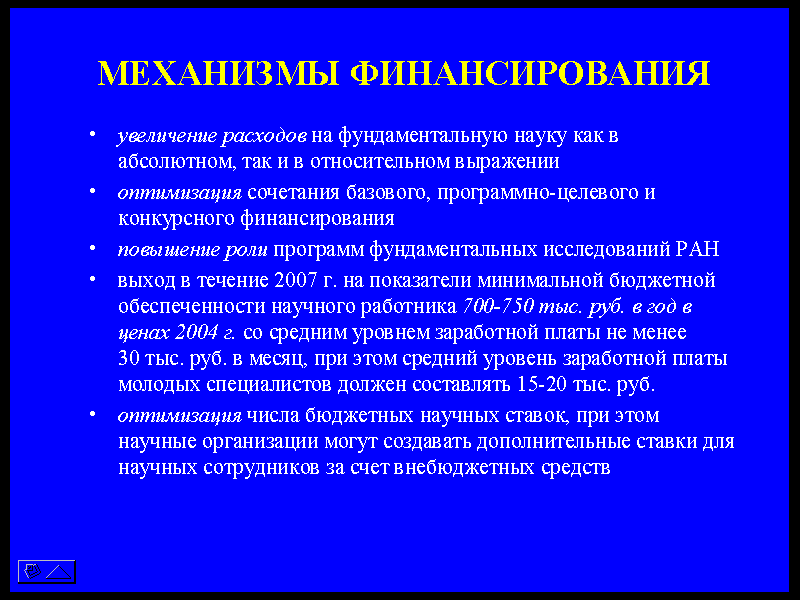 МЕХАНИЗМЫ ФИНАНСИРОВАНИЯ
• увеличение расходов на фундаментальную науку как в
абсолютном, так и в относительном выражении
• оптимизация сочетания базового, программно-целевого и
конкурсного финансирования
• повышение роли программ фундаментальных исследований РАН
• выход в течение 2007 г. на показатели минимальной бюджетной
обеспеченности научного работника 700-750 тыс. руб. в год в
ценах 2004 г. со средним уровнем заработной платы не менее
30 тыс. руб. в месяц, при этом средний уровень заработной платы
молодых специалистов должен составлять 15-20 тыс. руб.
• оптимизация числа бюджетных научных ставок, при этом
научные организации могут создавать дополнительные ставки для
научных сотрудников за счет внебюджетных средств